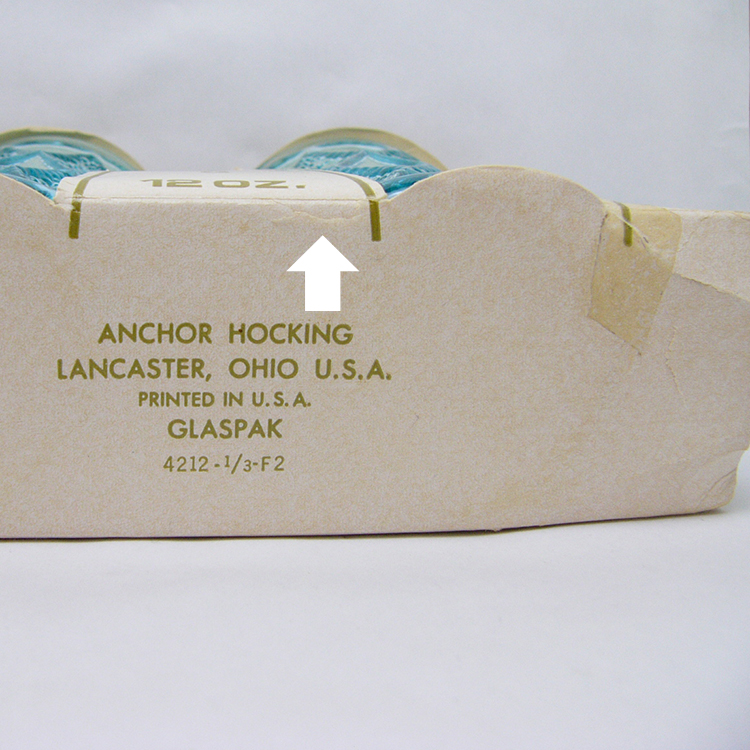 12 OZ.
ANCHOR HOCKING
LANCASTER, OHIO U.S.A.
PRINTED IN U.S.A.
GLASPAK
4212-1/3-F2